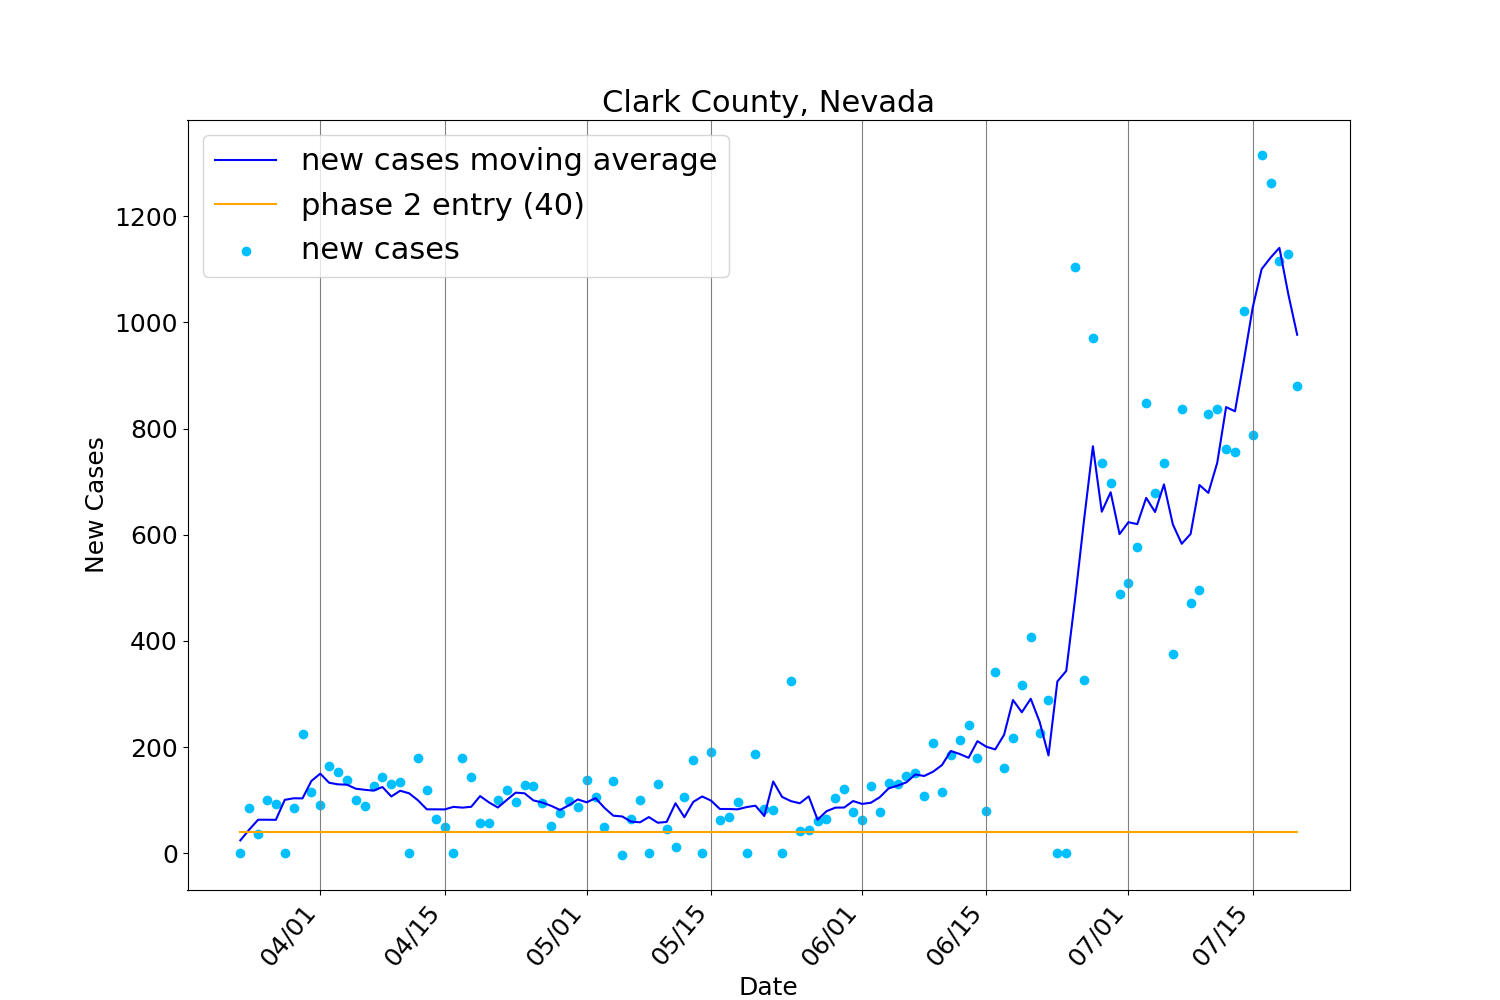 Clark County, Nevada
new cases moving average
phase 2 entry (40)
new cases
New Cases
1200
1000
800
600
400
200
0
04/01
04/15
05/01
05/15
06/01
06/15
07/01
07/15
Date